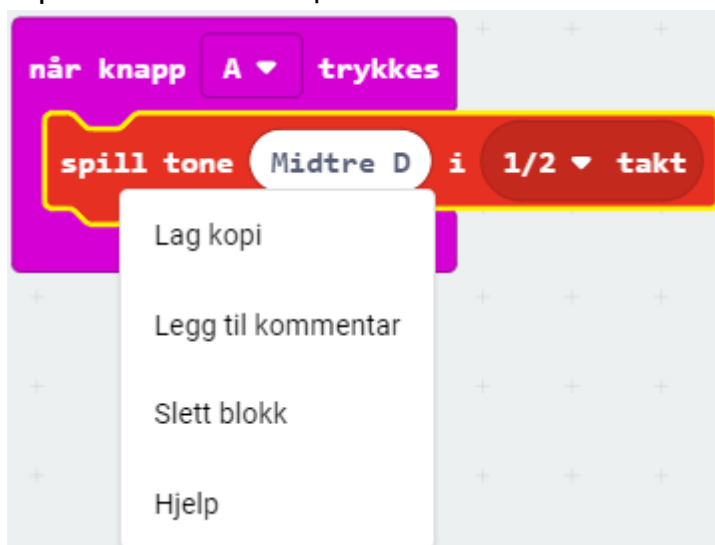 når knapp A trykkes
spill tone Midtre D i 1/2 takt
Lag kopi
Legg til kommentar
Slett blokk
Hjelp